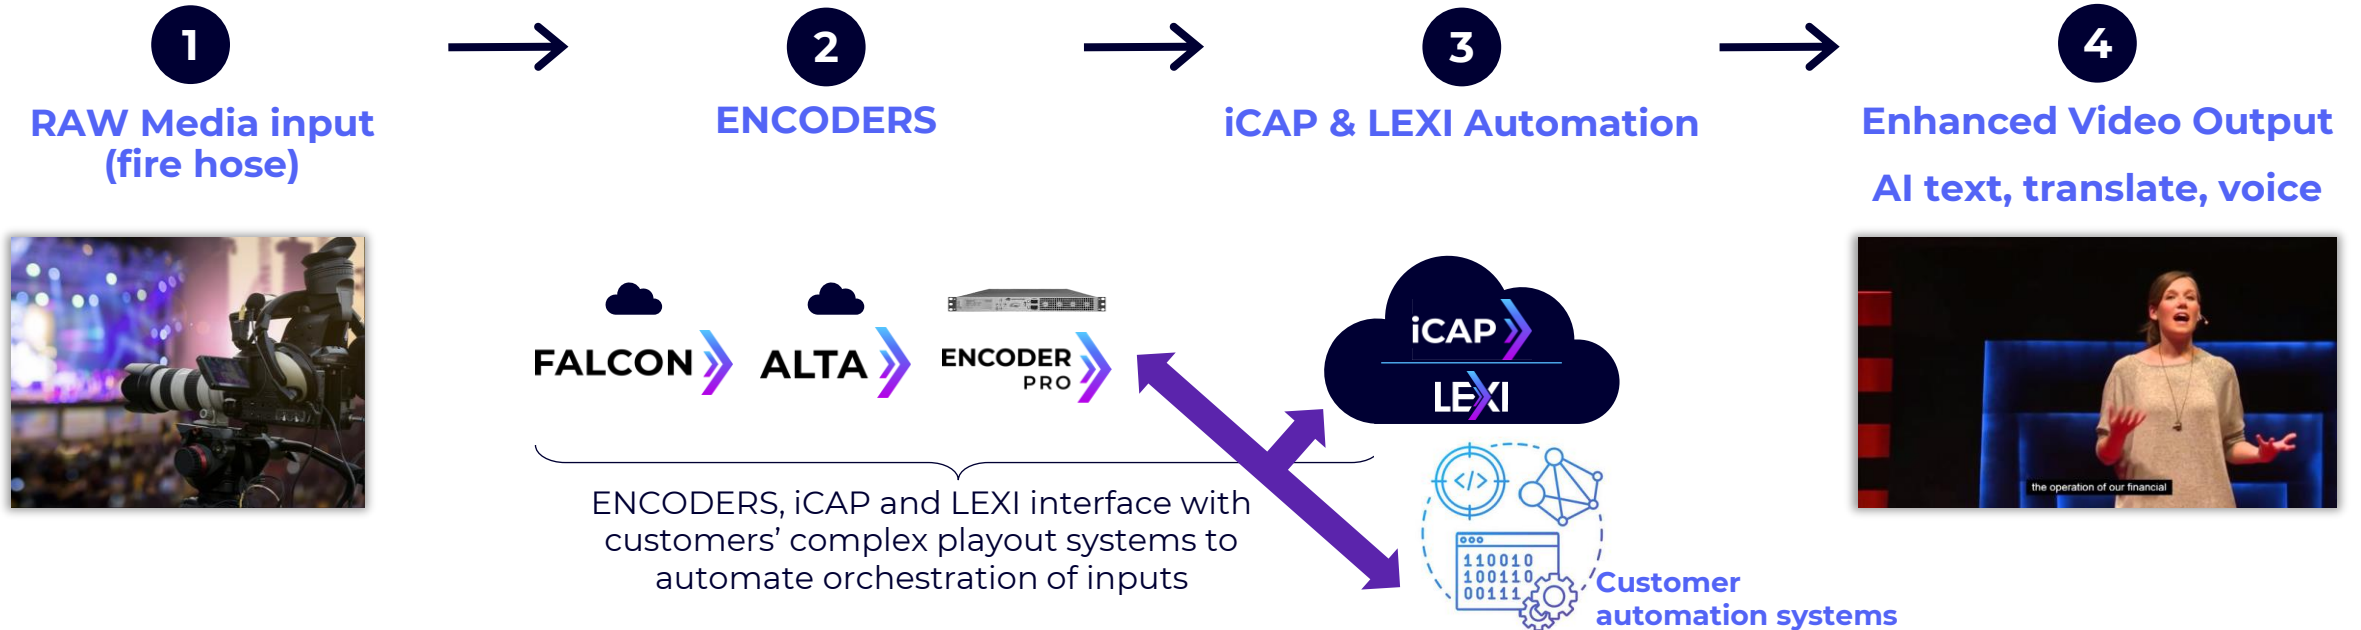 1
RAW Media input
(fire hose)
2
ENCODERS
3
iCAP & LEXI Automation
4
Enhanced Video Output
AI text, translate, voice
FALCON
ALTA
ENCODER
PRO
iCAP
LEXI
ENCODERS, iCAP and LEXI interface with
customers’ complex playout systems to
automate orchestration of inputs
</>
110010
100110
00111
Customer
automation systems
the operation of our financial